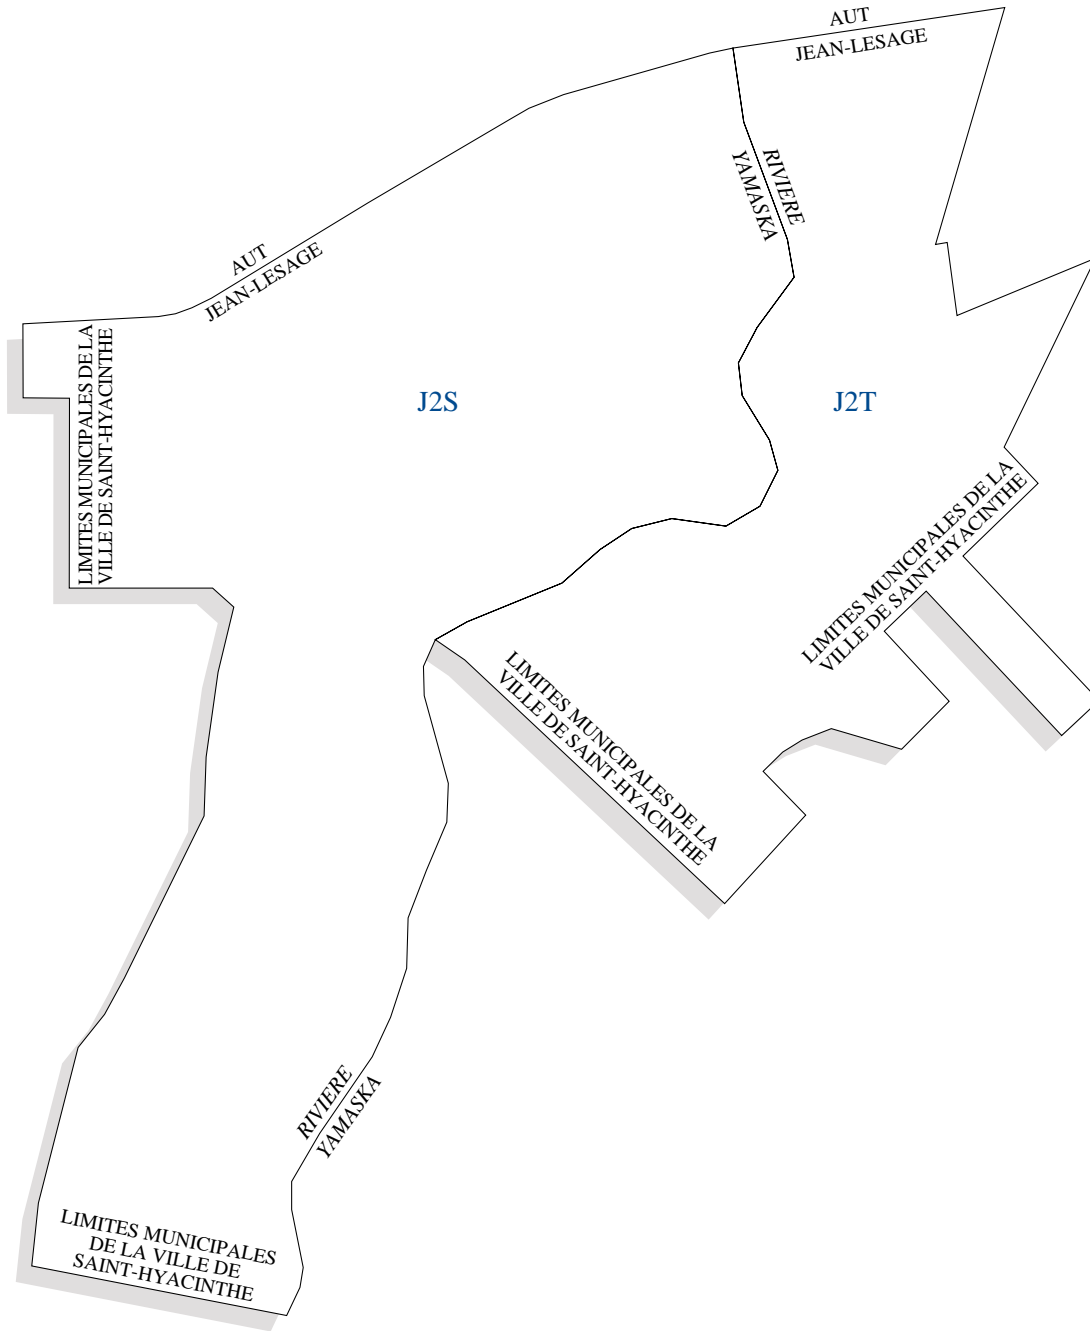 AUT
JEAN-LESAGE
RIVIERE
YAMASKA
AUT
JEAN-LESAGE
LIMITES MUNICIPALES DE LA
VILLE DE SAINT-HYACINTHE
J2S
J2T
LIMITES MUNICIPALES DE LA
VILLE DE SAINT-HYACINTHE
LIMITES MUNICIPALES DE LA
VILLE DE SAINT-HYACINTHE
RIVIERE
YAMASKA
LIMITES MUNICIPALES
DE LA VILLE DE
SAINT-HYACINTHE